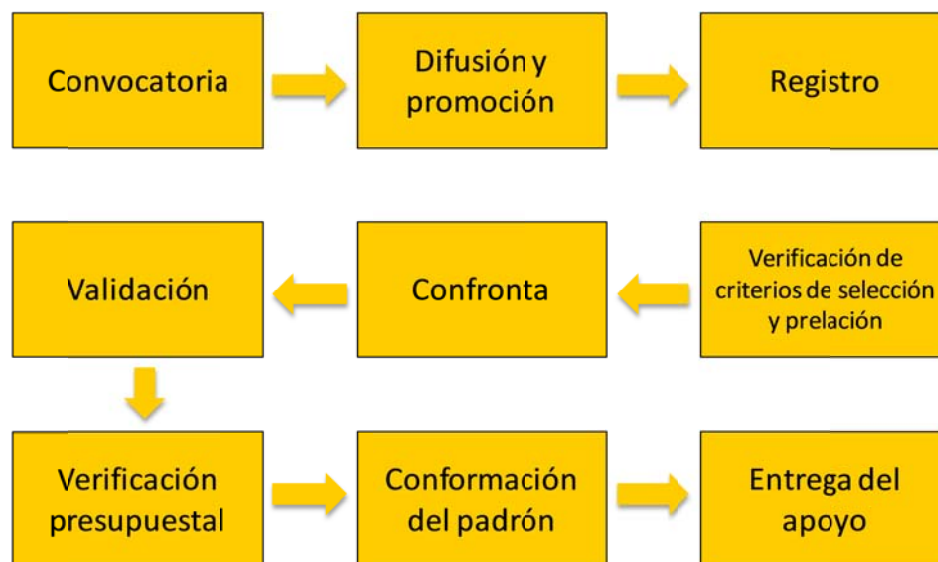 Convocatoria
Difusión y
promoción
Registro
Verificación de
criterios de selección
y prelación
Confronta
Validación
Verificación
presupuestal
Conformación
del padrón
Entrega del
apoyo